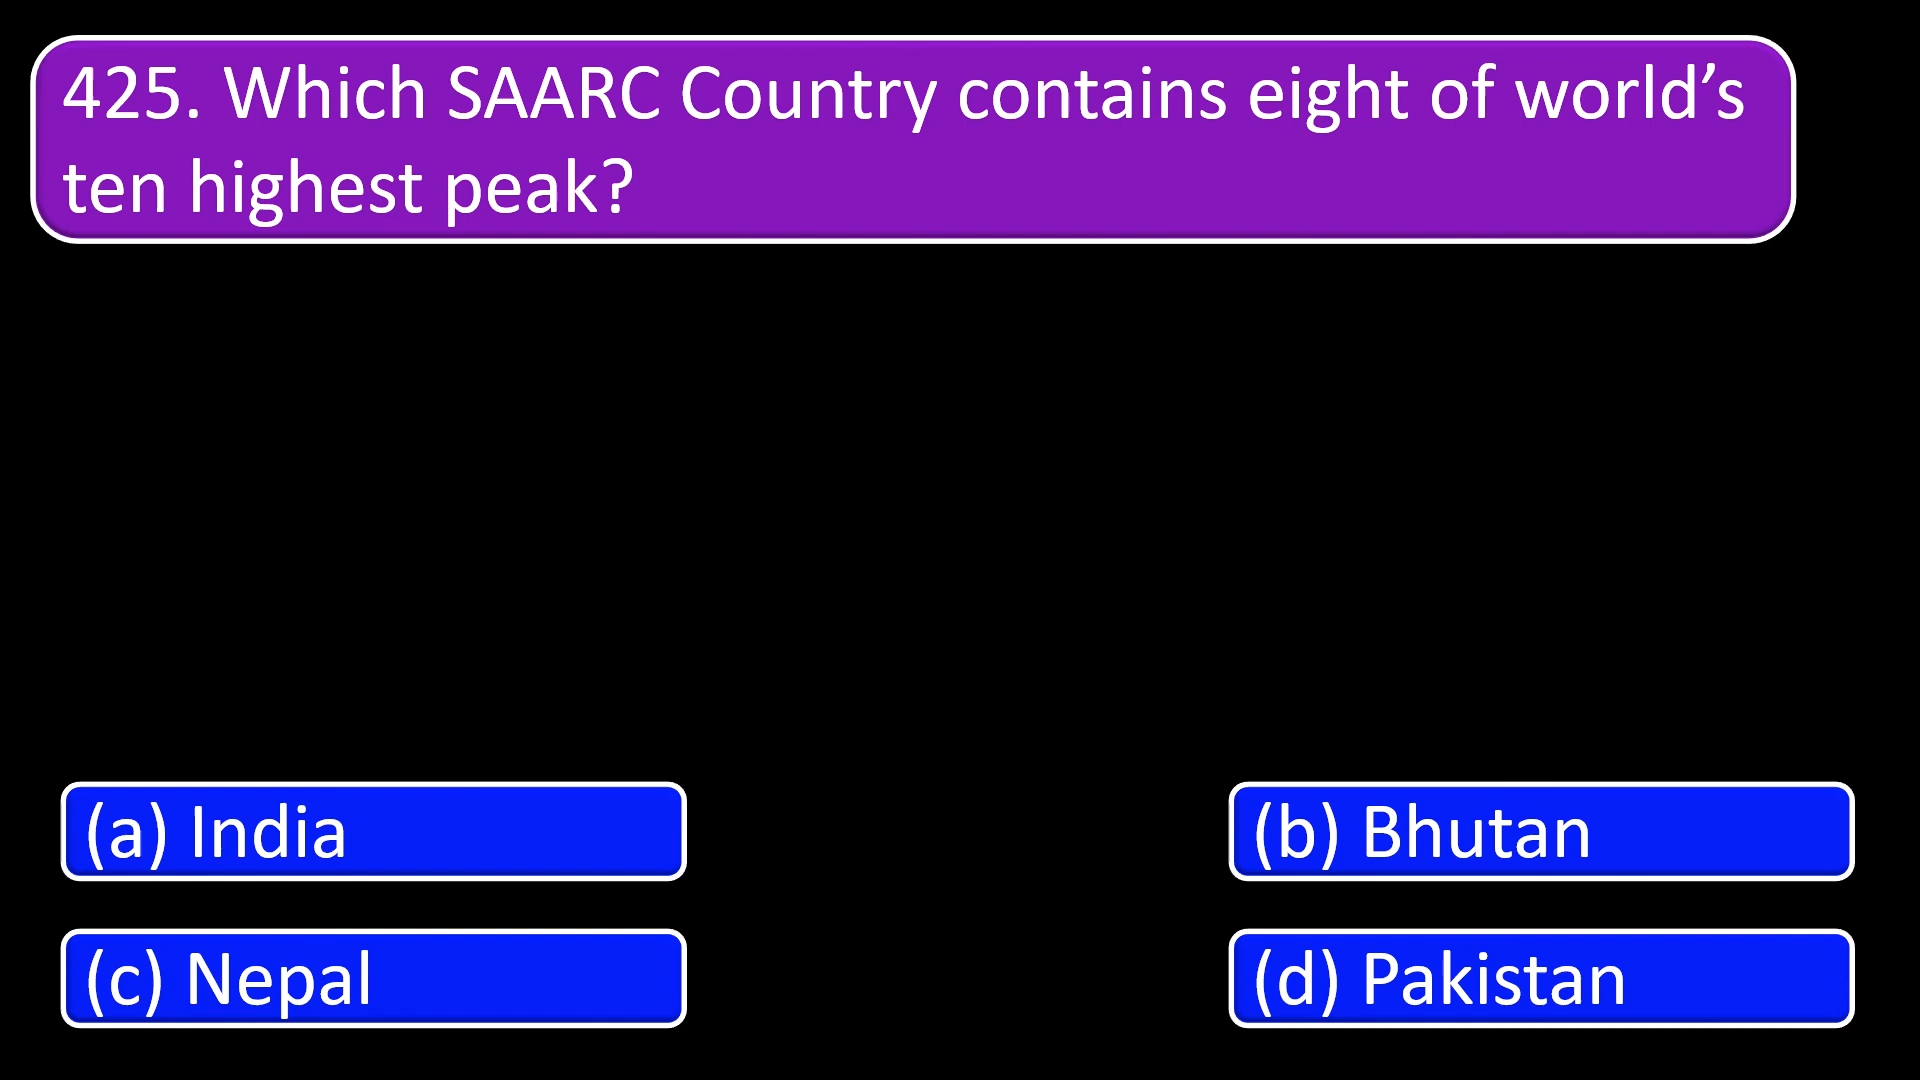 425. Which SAARC Country contains eight of world’s
ten highest peak?
(a) India
(b) Bhutan
(c) Nepal
(d) Pakistan